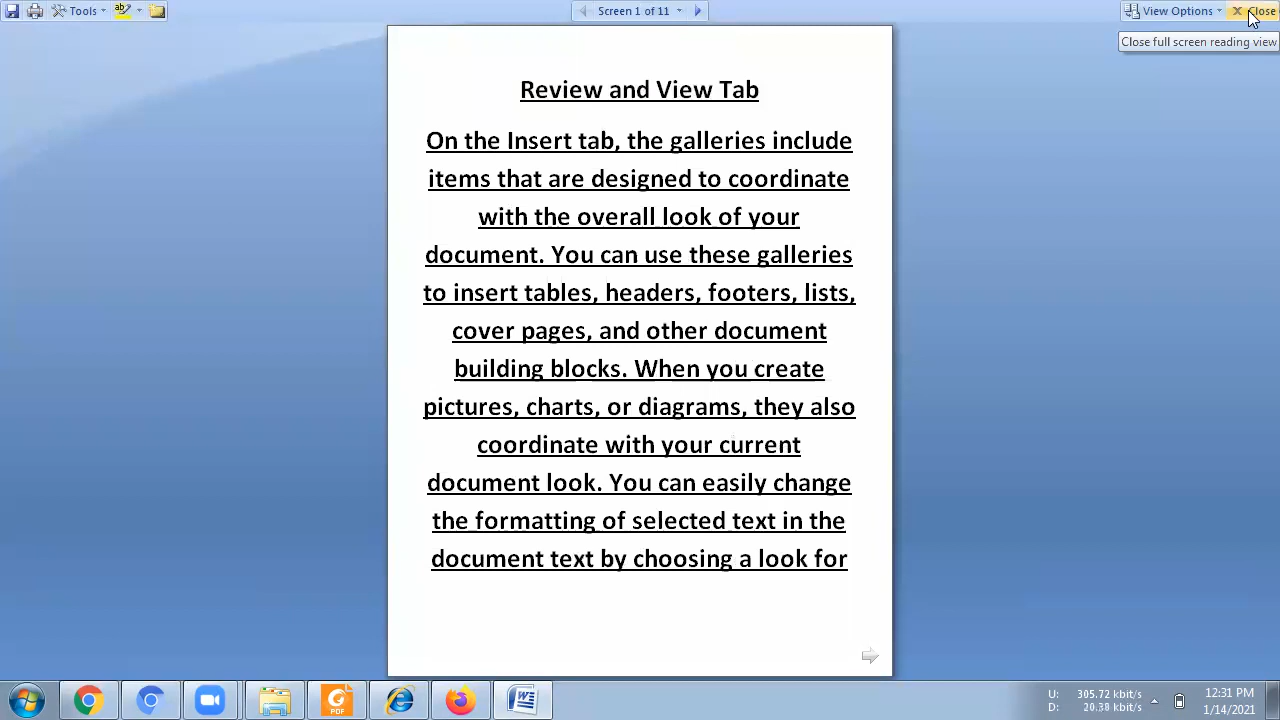 Tools
Screen 1 of 11
View Options
Close
Close full screen reading view
Review and View Tab
On the Insert tab, the galleries include
items that are designed to coordinate
with the overall look of your
document. You can use these galleries
to insert tables, headers, footers, lists,
cover pages, and other document
building blocks. When you create
pictures, charts, or diagrams, they also
coordinate with your current
document look. You can easily change
the formatting of selected text in the
document text by choosing a look for
PDF
U: 305.72 kbit/s
D: 20.38 kbit/s
12:31 PM
1/14/2021